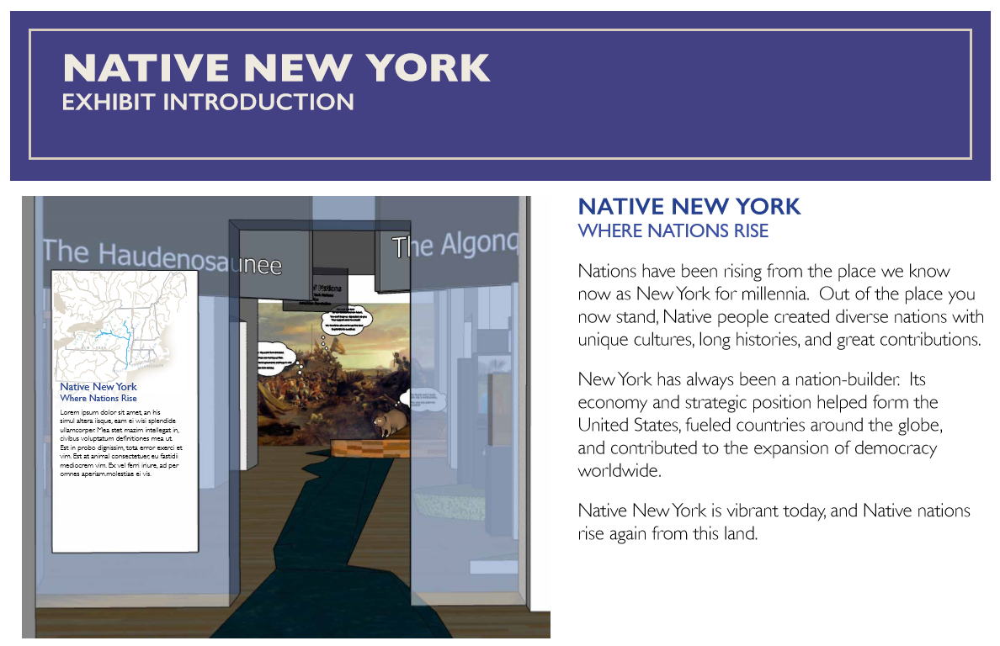 NATIVE NEW YORK
EXHIBIT INTRODUCTION
The Haudenosaunee
The Algonq
Native New York
Where Nations Rise
Lorem ipsum dolor sit amet, an his
simul altera iisque, eam ei wisi splendide
ullamcorper. Mea stet mazim intellegat in,
civibus voluptatum definitiones mea ut.
Est in probo dignissim, tota error exerci et
vim. Est at animal consectetuer, eu fastidii
mediocrem vim. Ex vel ferri iriure, ad per
omnes aperiam.molestiae ei vis.
NATIVE NEW YORK
WHERE NATIONS RISE
Nations have been rising from the place we know
now as New York for millennia.  Out of the place you
now stand, Native people created diverse nations with
unique cultures, long histories, and great contributions.
New York has always been a nation-builder.  Its
economy and strategic position helped form the
United States, fueled countries around the globe,
and contributed to the expansion of democracy
worldwide.
Native New York is vibrant today, and Native nations
rise again from this land.